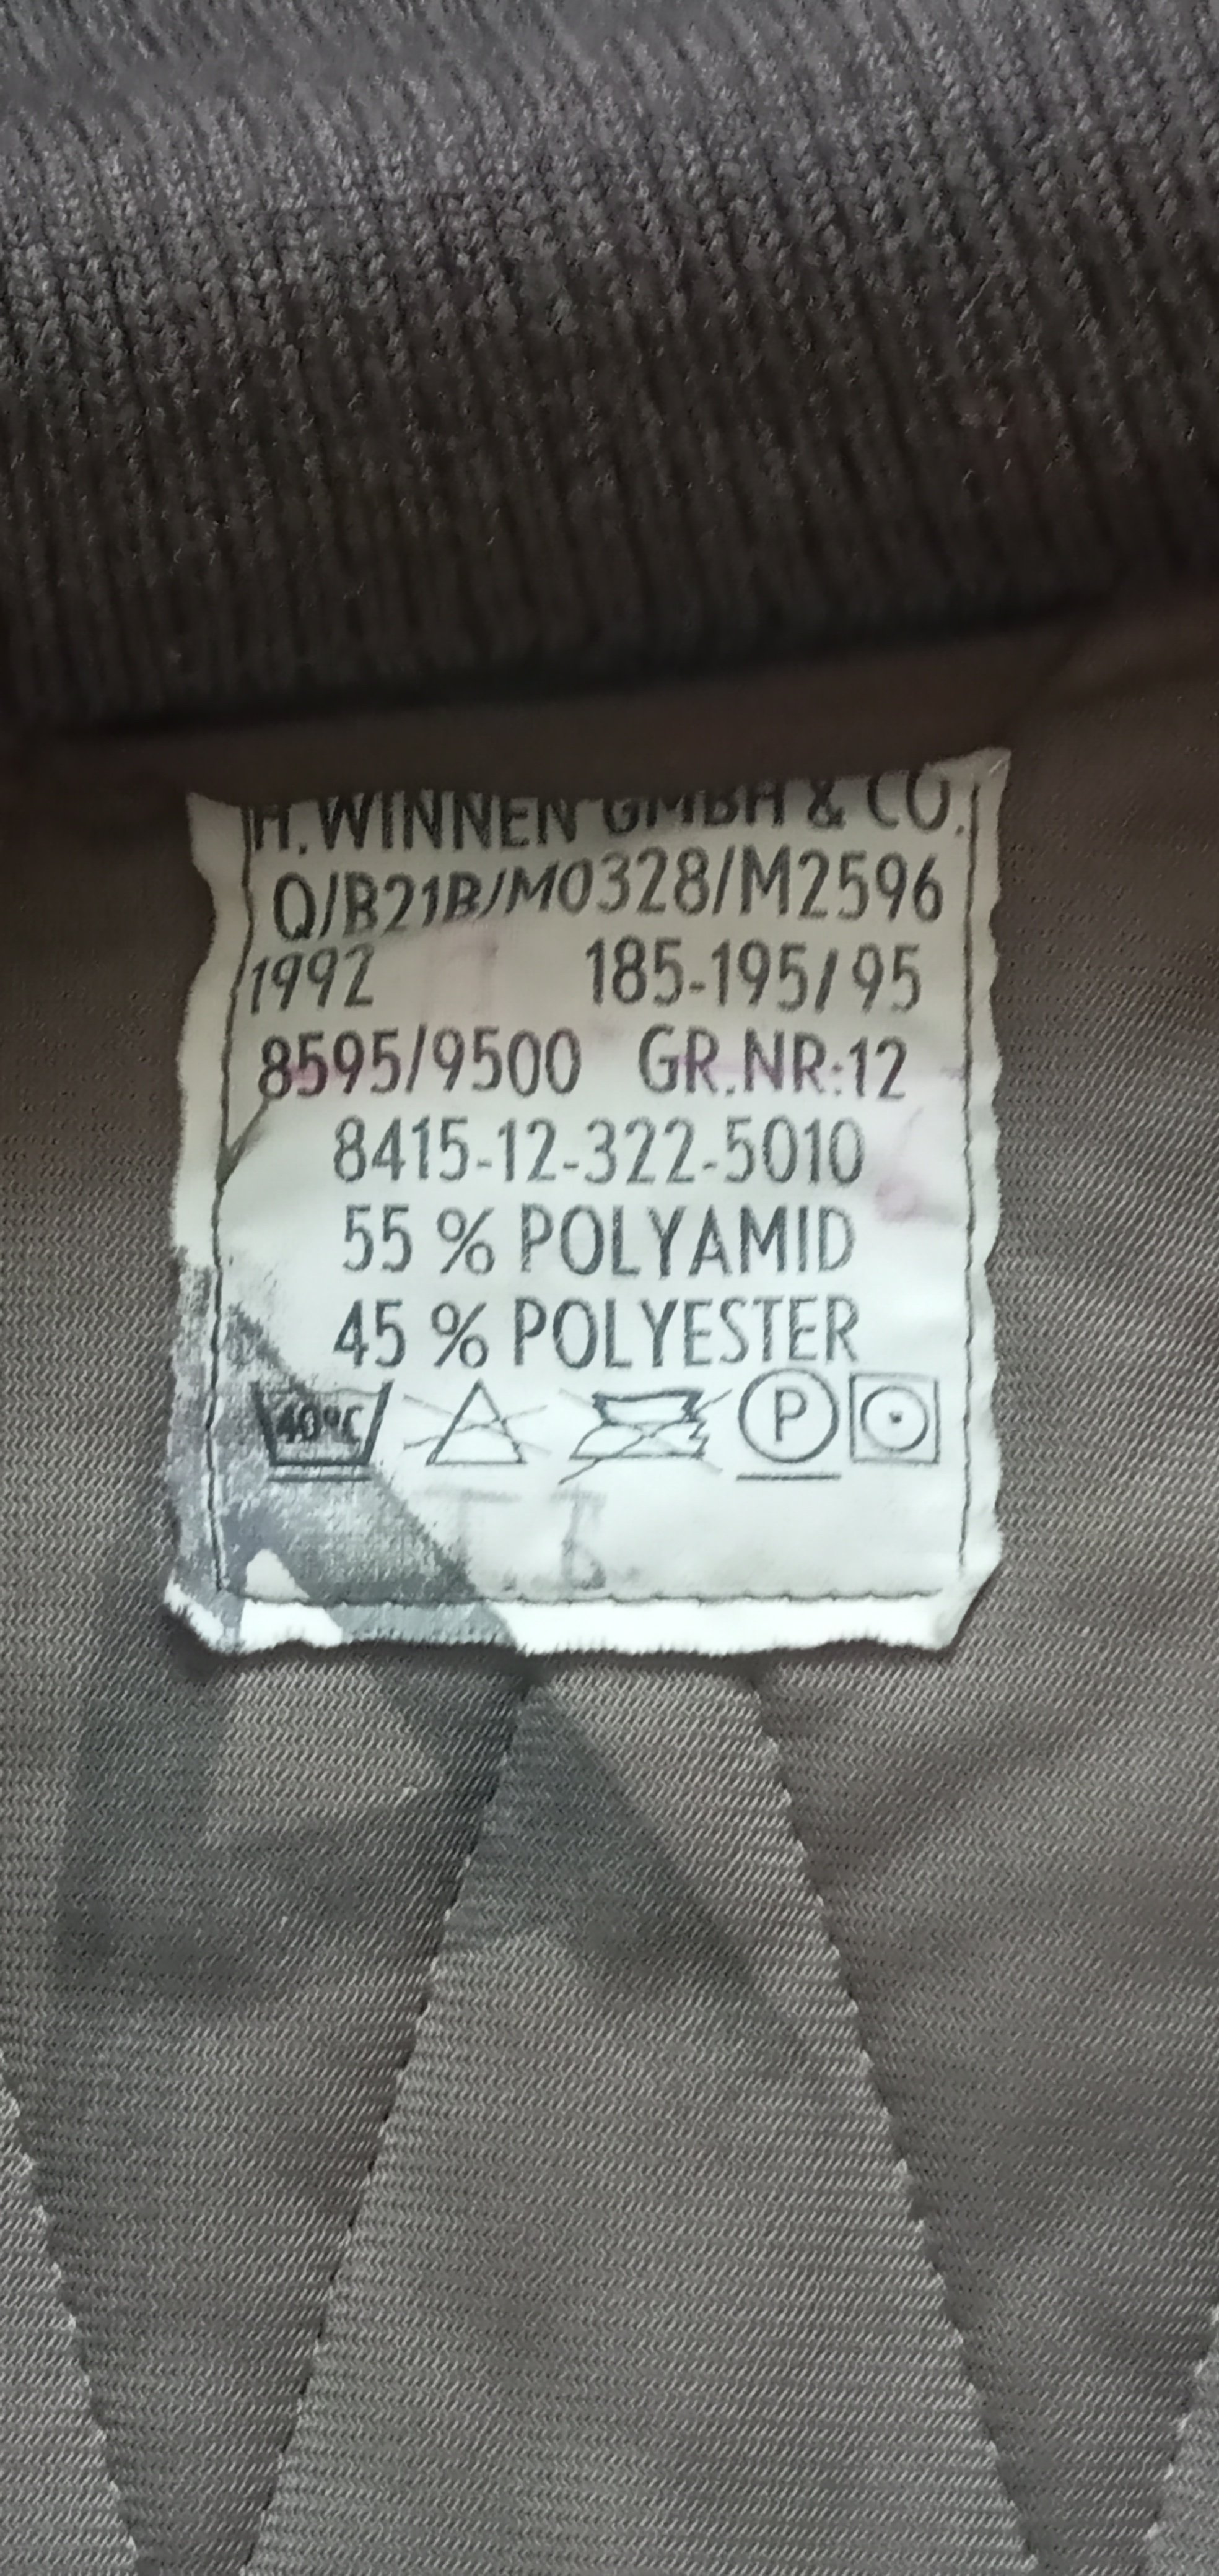 H. WINNEN GMBH & CO.
Q/B21B/M0328/M2596
1992 185-195/95
8595/9500 GR.NR:12
8415-12-322-5010
55 % POLYAMID
45 % POLYESTER
40°C P